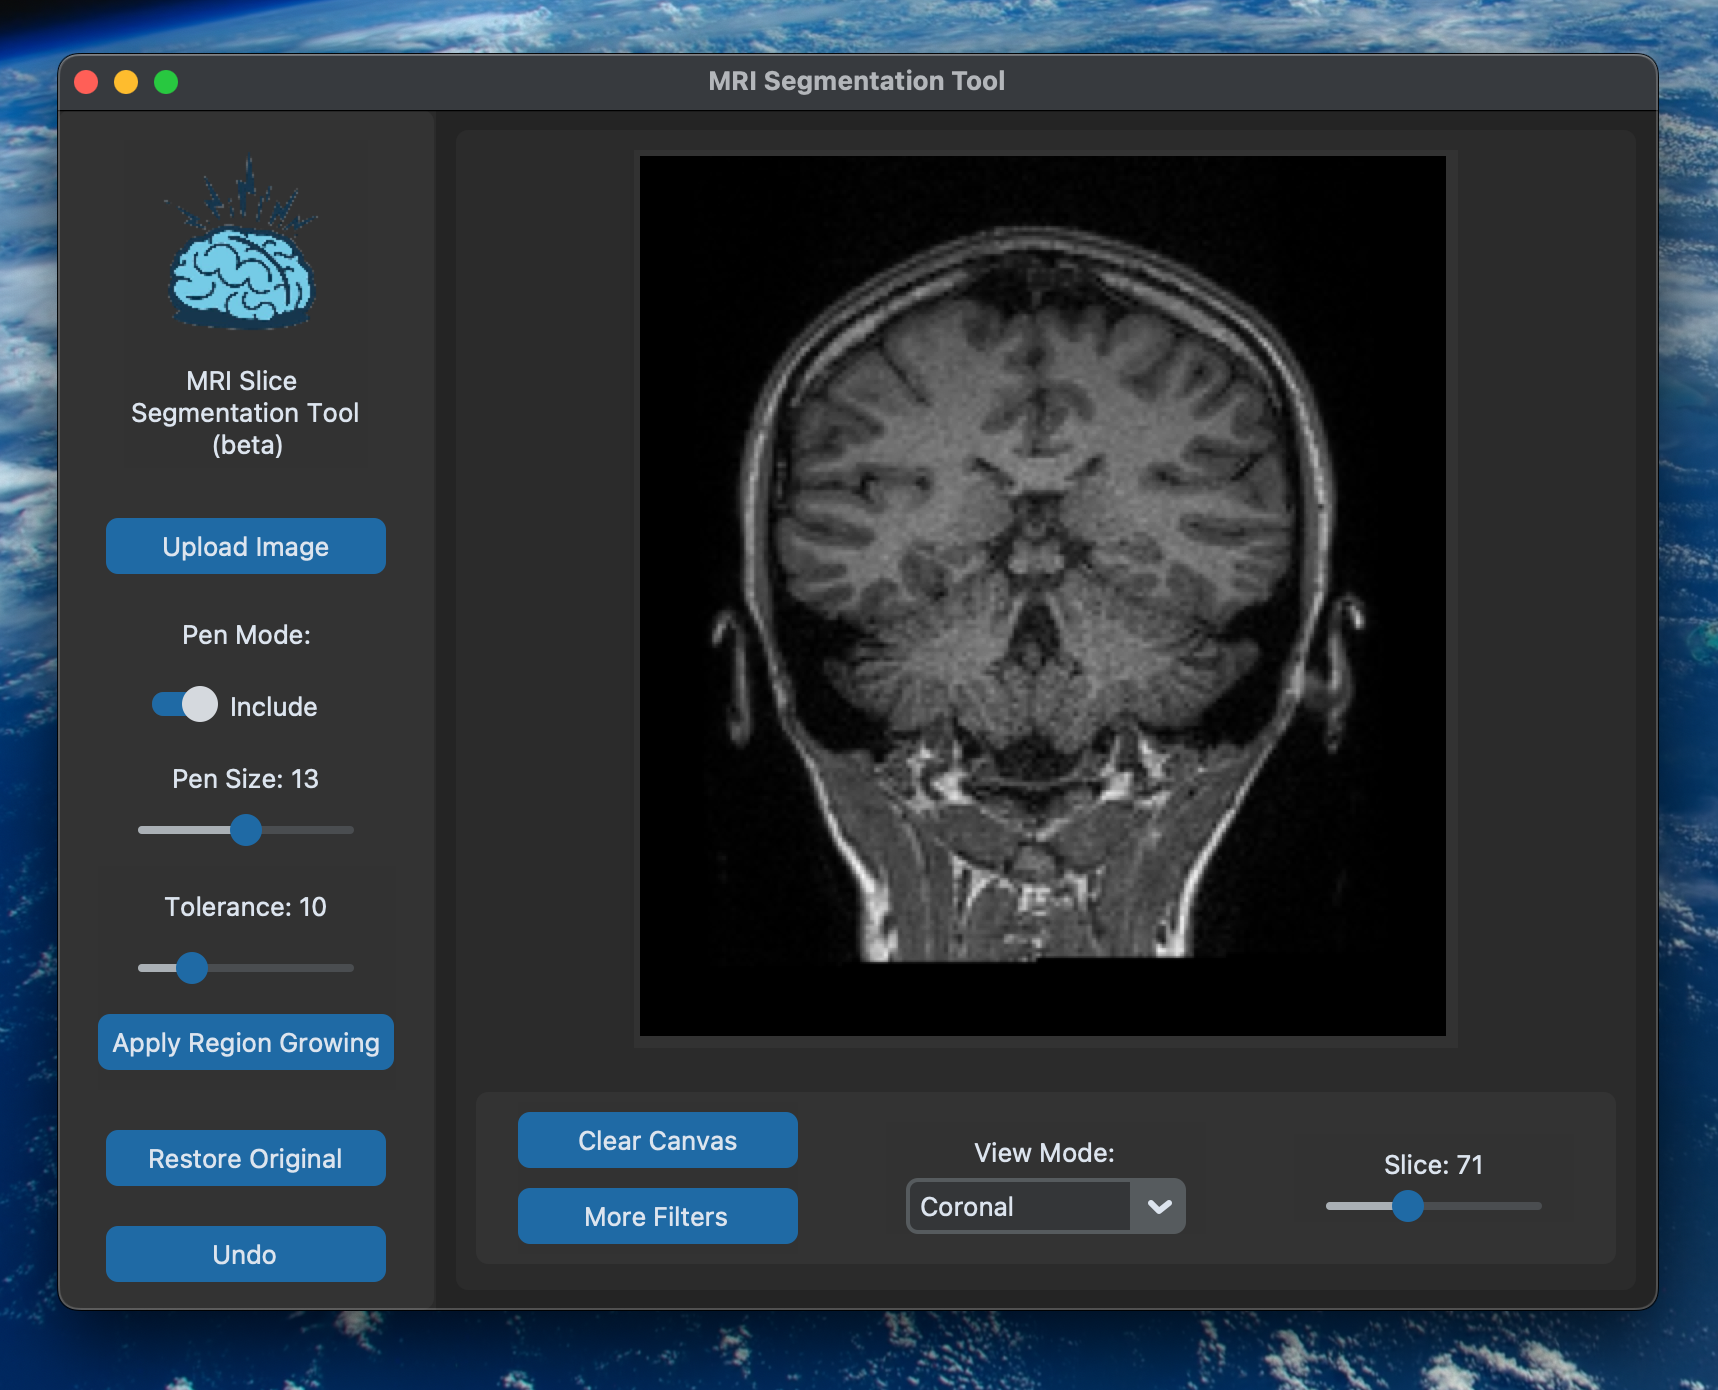 MRI Segmentation Tool
MRI Slice
Segmentation Tool
(beta)
Upload Image
Pen Mode:
Include
Pen Size: 13
Tolerance: 10
Apply Region Growing
Restore Original
Undo
Clear Canvas
More Filters
View Mode:
Coronal
Slice: 71